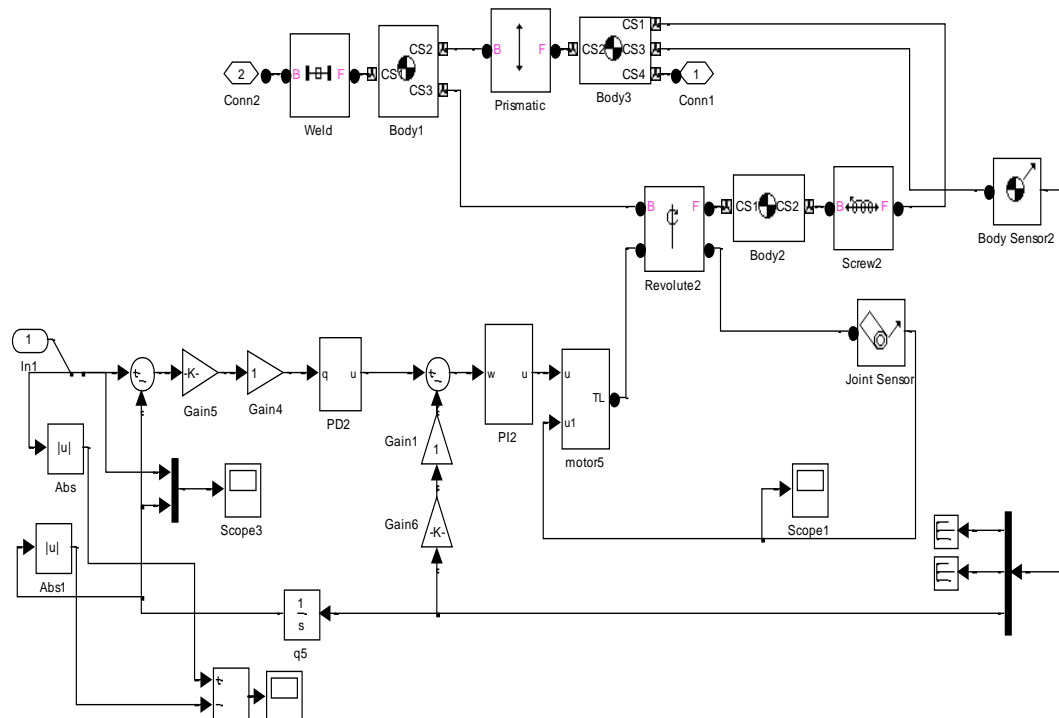 CS1
CS2
CS3
CS4
B
F
CS2
CS3
CS
B
F
CS2
2
Conn2
Weld
Body1
Prismatic
Body3
1
Conn1
B
F
CS1
CS2
B
F
Revolute2
Body2
Screw2
Body Sensor2
1
In1
-K-
Gain5
1
Gain4
q
u
PD2
w
u
PI2
u
u1
TL
motor5
Joint Sensor
|u|
Abs
Scope3
Gain1
1
Gain6
-K-
Scope1
|u|
Abs1
1
s
q5